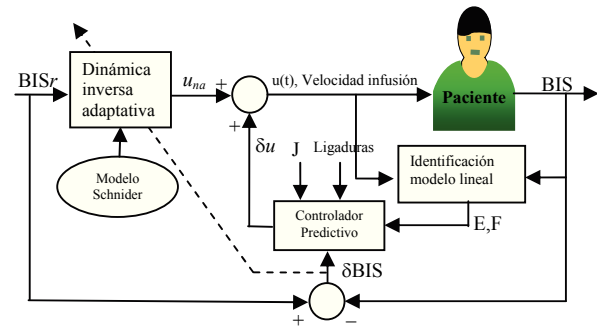 BISr
Dinámica
inversa
adaptativa
u_na
+
+
u(t), Velocidad infusión
Paciente
BIS
Modelo
Schnider
δu
J
Ligaduras
Identificación
modelo lineal
Controlador
Predictivo
E,F
δBIS
+
−